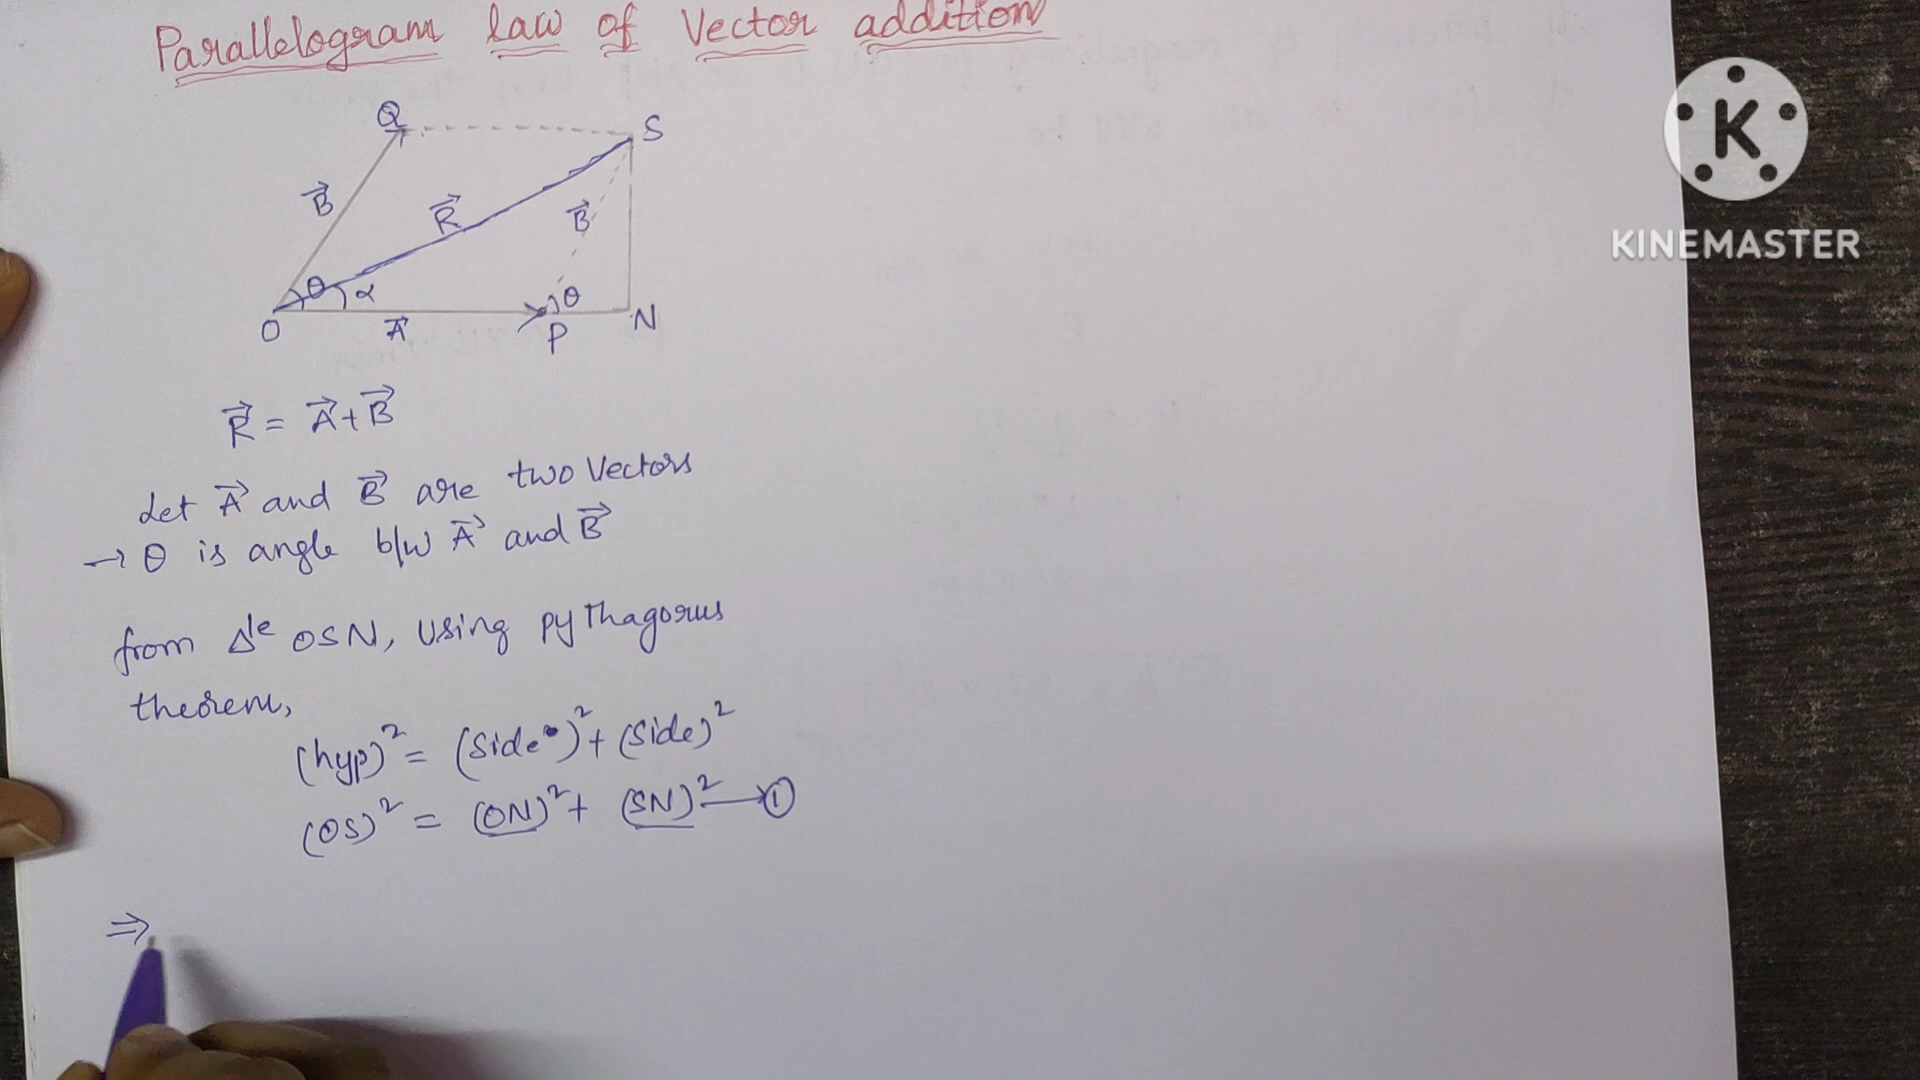 Parallelogram law of Vector addition
Q
S
B
R
B
θ
α
θ
O
A
P
N
R = A + B
Let A and B are two Vectors
→ θ is angle b/w A and B
from Δle OSN, using pythagorus
theorem,
(hyp)² = (Side)² + (Side)²
(OS)² = (ON)² + (SN)² → ①
⇒
K
KINEMASTER